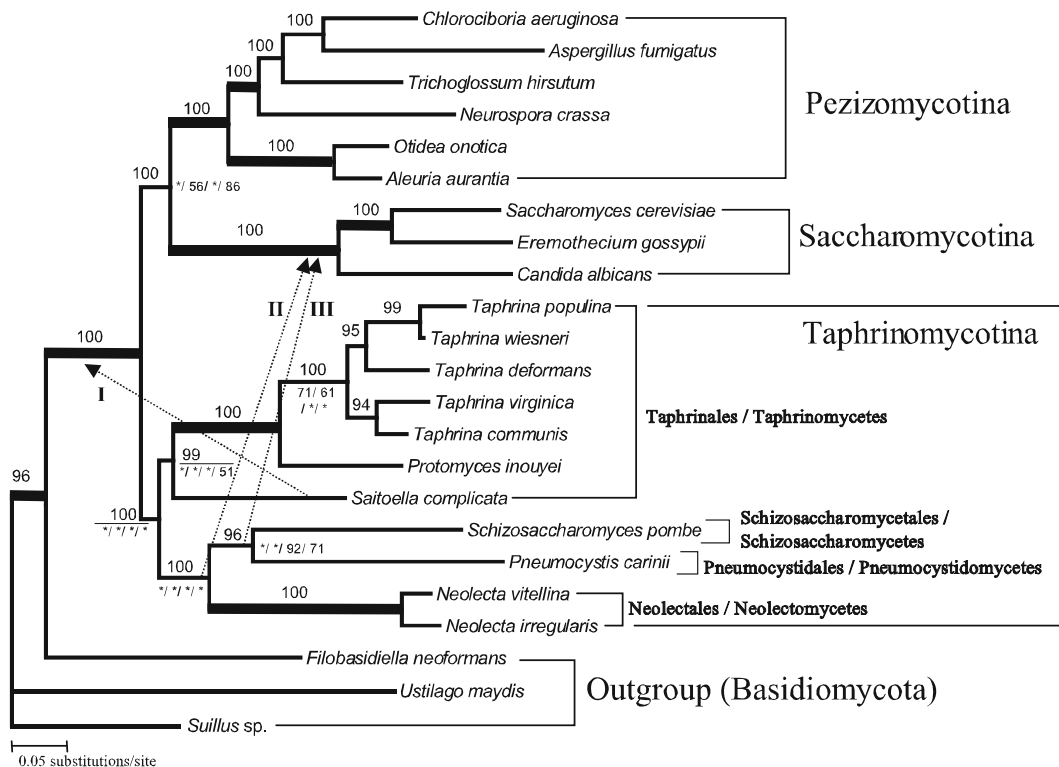 100
Chlorociboria aeruginosa
100
Aspergillus fumigatus
100
Trichoglossum hirsutum
100
Neurospora crassa
Pezizomycotina
100
Otidea onotica
100
Aleuria aurantia
100
*/ 56/ */ 86
100
Saccharomyces cerevisiae
100
Eremothecium gossypii
Saccharomycotina
Candida albicans
II
III
99
Taphrina populina
95
Taphrina wiesneri
Taphrinomycotina
100
I
100
71/ 61
/ */ *
Taphrina deformans
94
Taphrina virginica
Taphrinales / Taphrinomycetes
100
Taphrina communis
99
*/ */ */ 51
Protomyces inouyei
96
Saitoella complicata
100
*/ */ */ *
96
Schizosaccharomyces pombe
Schizosaccharomycetales /
Schizosaccharomycetes
*/ */ 92/ 71
Pneumocystis carinii
Pneumocystidales / Pneumocystidomycetes
100
*/ */ */ *
100
Neolecta vitellina
Neolectales / Neolectomycetes
Neolecta irregularis
Filobasidiella neoformans
Ustilago maydis
Outgroup (Basidiomycota)
Suillus sp.
0.05 substitutions/site